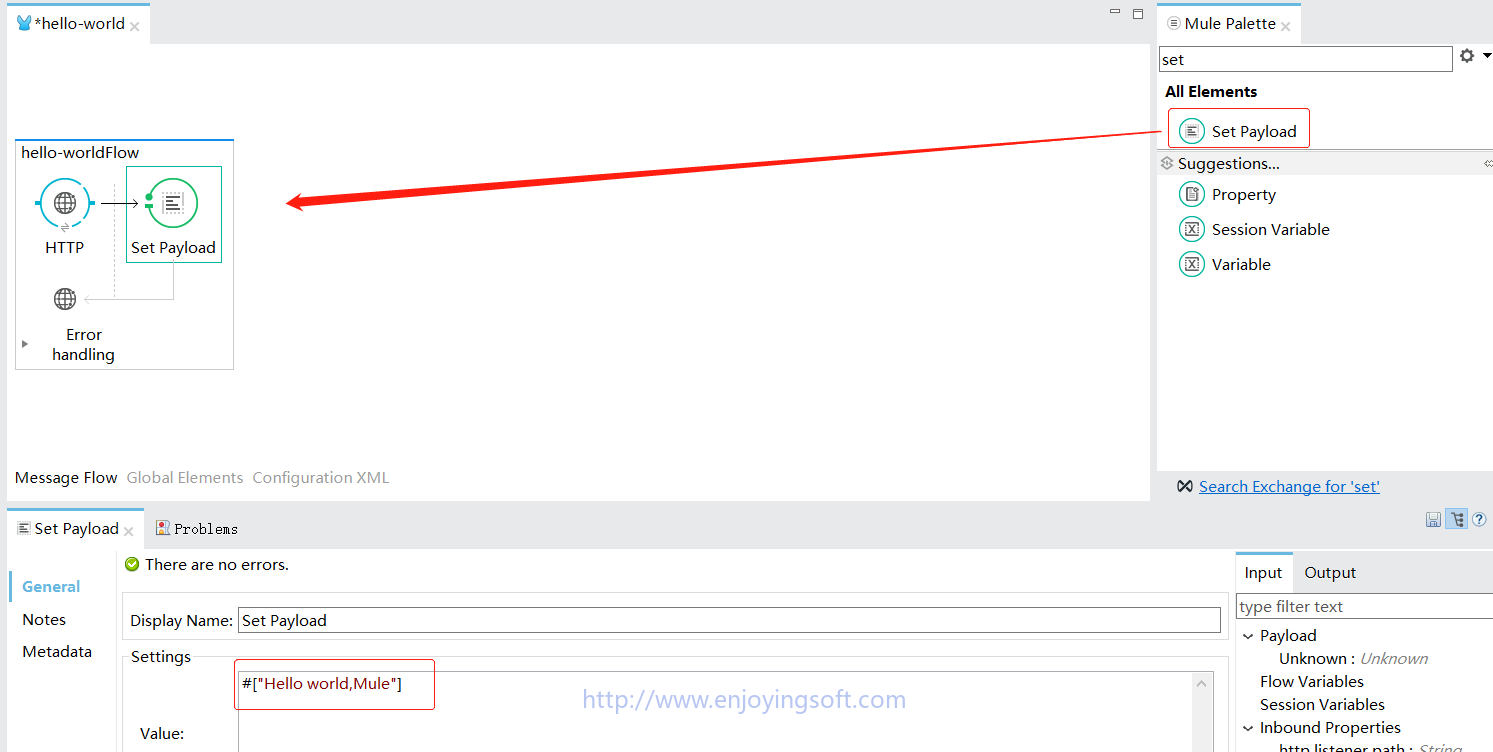 *hello-world
Mule Palette
set
All Elements
Set Payload
Suggestions...
Property
Session Variable
Variable
Search Exchange for 'set'
hello-worldFlow
HTTP
Set Payload
Error
handling
Message Flow Global Elements Configuration XML
Set Payload
Problems
There are no errors.
General
Notes
Metadata
Display Name: Set Payload
Settings
#["Hello world,Mule"]
Value:
http://www.enjoyingsoft.com
Input Output
type filter text
Payload
Unknown : Unknown
Flow Variables
Session Variables
Inbound Properties
http.listener.path : String